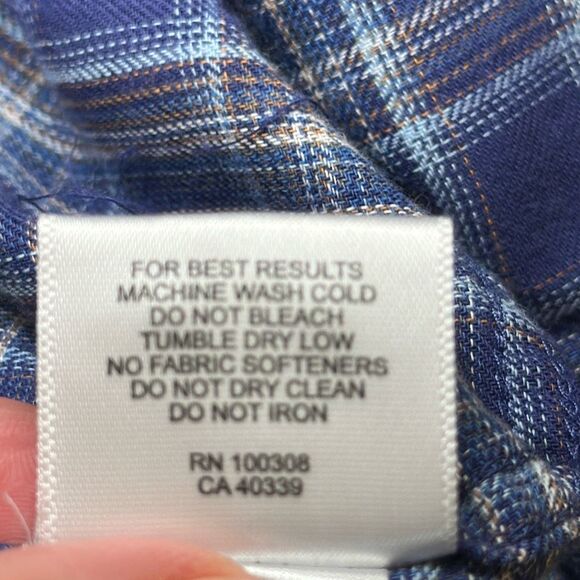 FOR BEST RESULTS
MACHINE WASH COLD
DO NOT BLEACH
TUMBLE DRY LOW
NO FABRIC SOFTENERS
DO NOT DRY CLEAN
DO NOT IRON
RN 100308
CA 40339